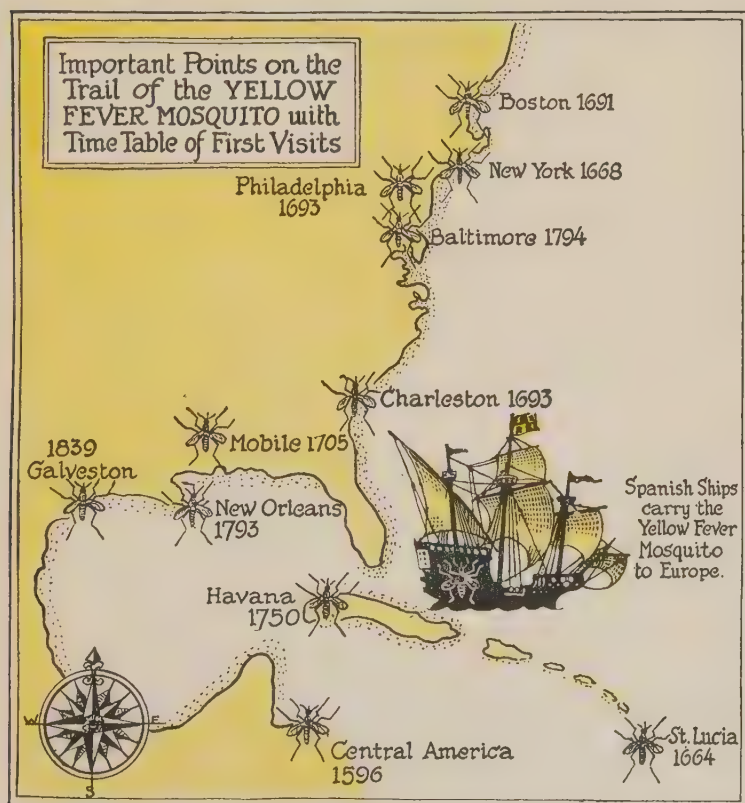 Important Points on the
Trail of the YELLOW
FEVER MOSQUITO with
Time Table of First Visits
Boston 1691
New York 1668
Philadelphia
1693
Baltimore 1794
Charleston 1693
Mobile 1705
1839
Galveston
New Orleans
1793
Spanish Ships
carry the
Yellow Fever
Mosquito
to Europe.
Havana
1750
W
E
S
St. Lucia
1664
Central America
1596